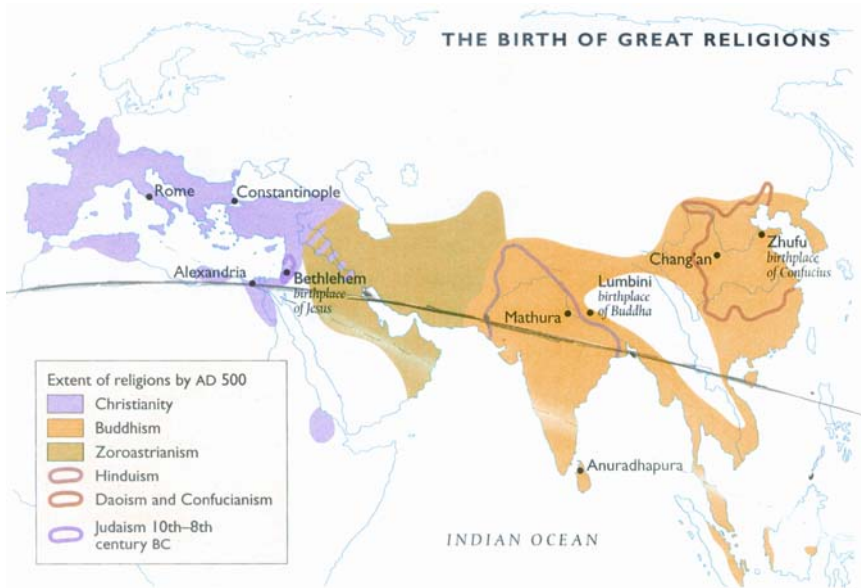 THE BIRTH OF GREAT RELIGIONS
Rome
Constantinople
Alexandria
Bethlehem
birthplace
of Jesus
Mathura
Lumbini
birthplace
of Buddha
Chang'an
Zhufu
birthplace
of Confucius
Anuradhapura
INDIAN OCEAN
Extent of religions by AD 500
Christianity
Buddhism
Zoroastrianism
Hinduism
Daoism and Confucianism
Judaism 10th–8th
century BC